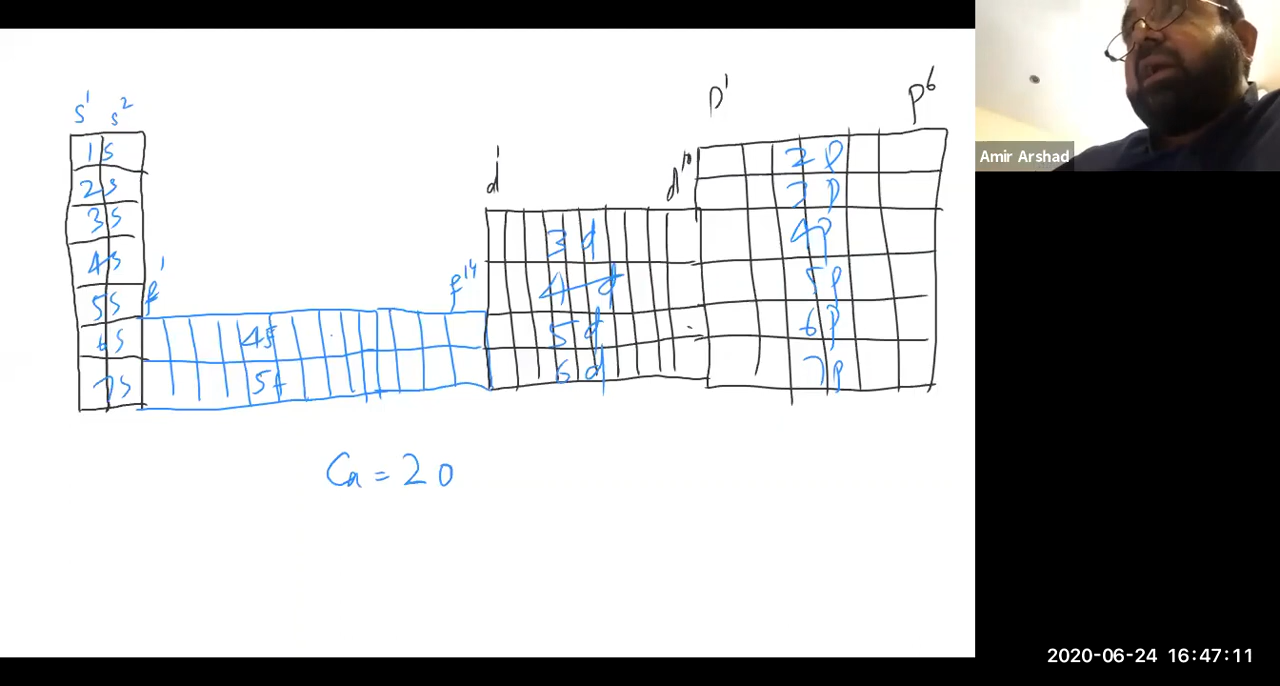 s¹ s²
p¹ p⁶
d¹ d¹⁰
1s
2s
3s
4s
5s
6s
7s
f¹ f¹⁴
4f
5f
3d
4d
5d
6d
2p
3p
4p
5p
6p
7p
Ca = 20
Amir Arshad
2020-06-24 16:47:11